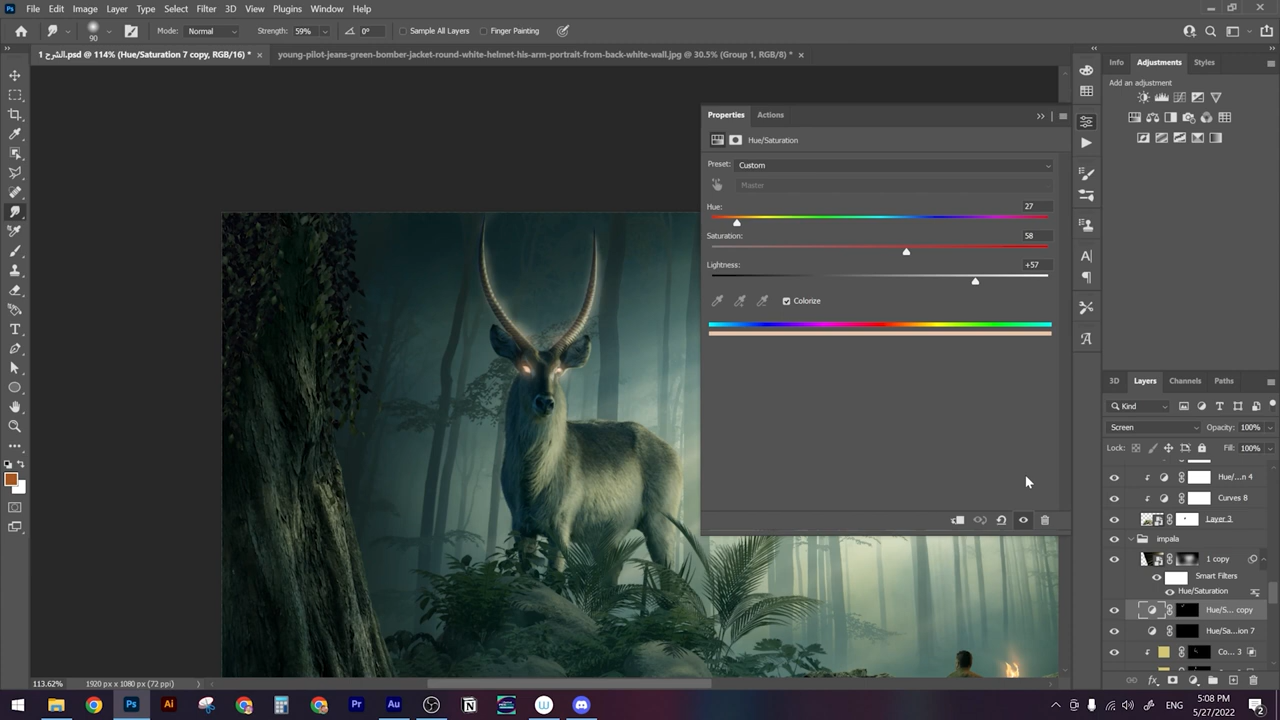 File Edit Image Layer Type Select Filter 3D View Plugins Window Help
90 Mode: Normal Strength: 59% 0° Sample All Layers Finger Painting
الشرح 1.psd @ 114% (Hue/Saturation 7 copy, RGB/16) * × young-pilot-jeans-green-bomber-jacket-round-white-helmet-his-arm-portrait-from-back-white-wall.jpg @ 30.5% (Group 1, RGB/8) * ×
Info Adjustments Styles
Add an adjustment
Properties Actions
Hue/Saturation
Preset: Custom
Master
Hue: 27
Saturation: 58
Lightness: +57
Colorize
3D Layers Channels Paths
Kind
Screen Opacity: 100%
Lock: Fill: 100%
Hue/...n 4
Curves 8
Layer 3
impala
1 copy
Smart Filters
Hue/Saturation
Hue/S... copy
Hue/Sa...ion 7
Co... 3
113.62% 1920 px x 1080 px (72 ppi)
Ps Ai Pr Au N W
5:08 PM
5/27/2022
2